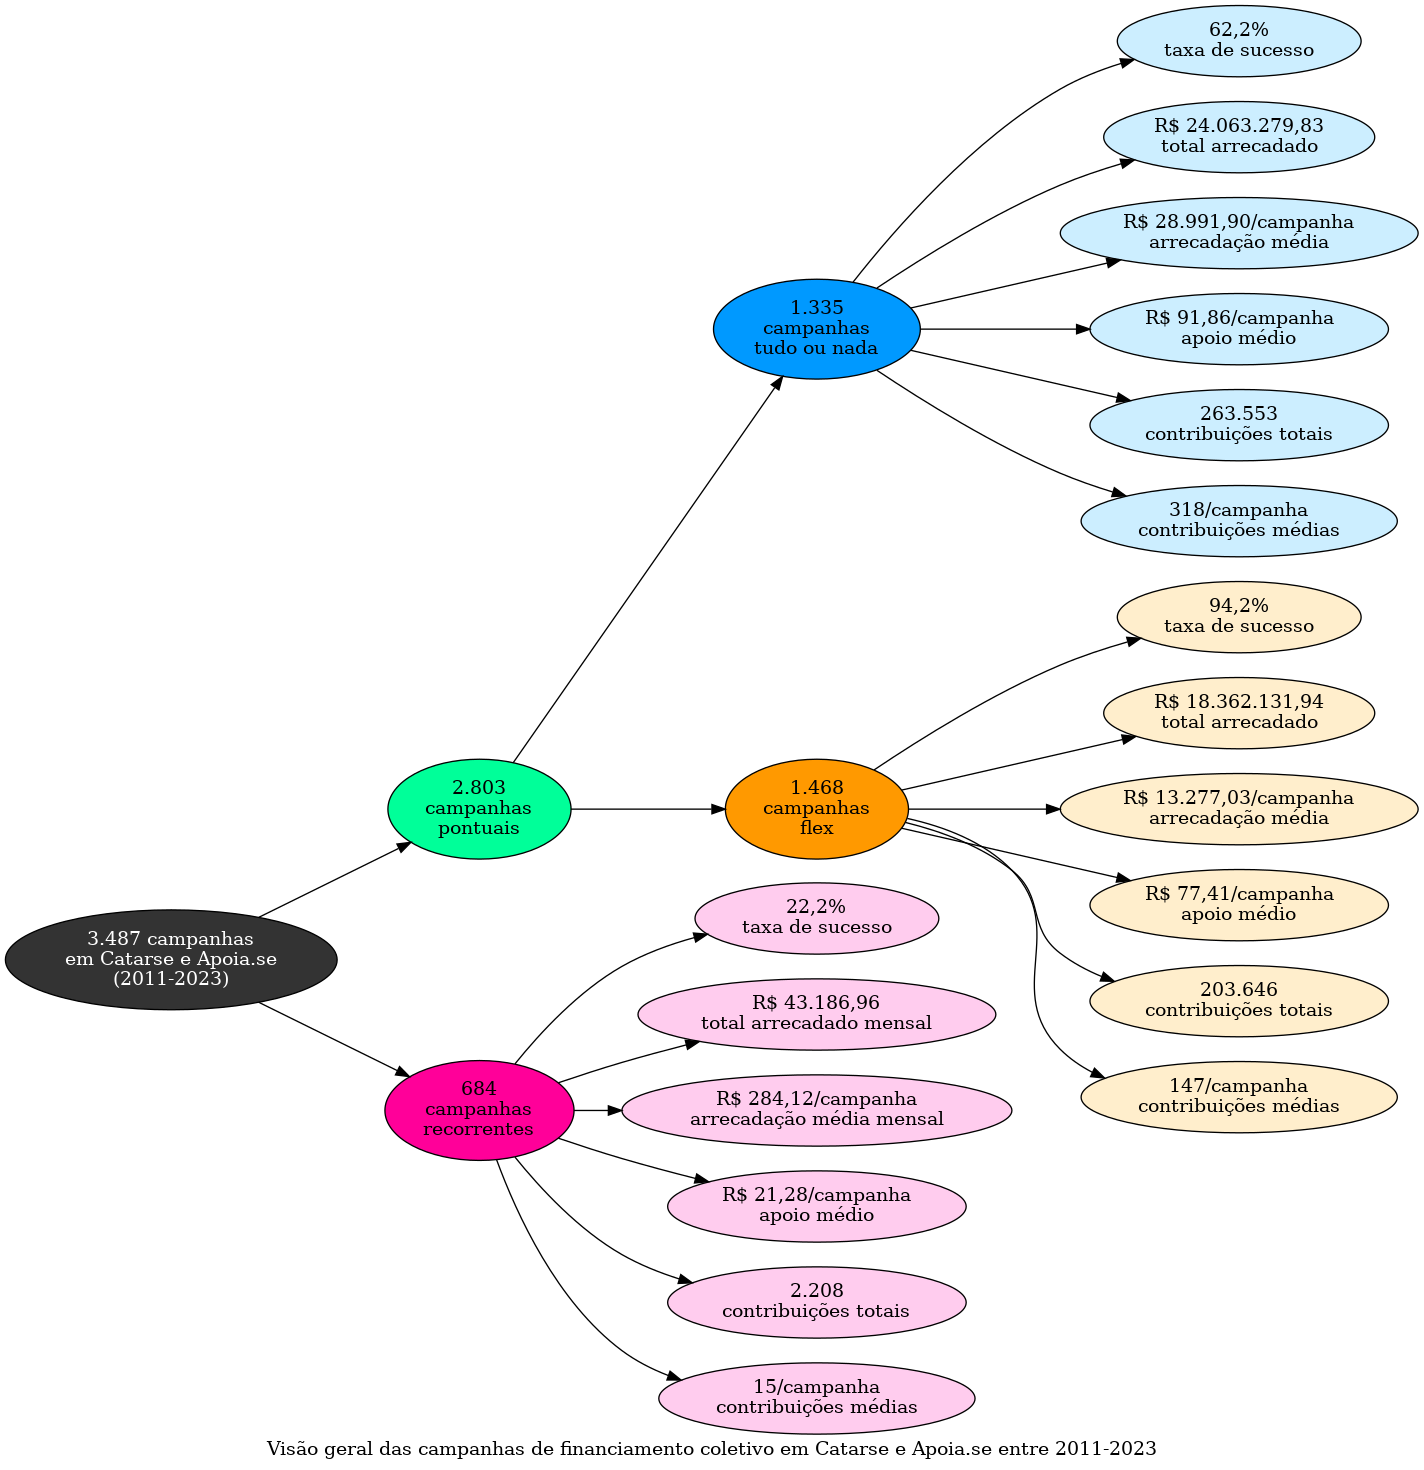 62,2%
taxa de sucesso
R$ 24.063.279,83
total arrecadado
R$ 28.991,90/campanha
arrecadação média
1.335
campanhas
tudo ou nada
R$ 91,86/campanha
apoio médio
263.553
contribuições totais
318/campanha
contribuições médias
94,2%
taxa de sucesso
R$ 18.362.131,94
total arrecadado
2.803
campanhas
pontuais
1.468
campanhas
flex
R$ 13.277,03/campanha
arrecadação média
R$ 77,41/campanha
apoio médio
203.646
contribuições totais
147/campanha
contribuições médias
3.487 campanhas
em Catarse e Apoia.se
(2011-2023)
22,2%
taxa de sucesso
R$ 43.186,96
total arrecadado mensal
684
campanhas
recorrentes
R$ 284,12/campanha
arrecadação média mensal
R$ 21,28/campanha
apoio médio
2.208
contribuições totais
15/campanha
contribuições médias
Visão geral das campanhas de financiamento coletivo em Catarse e Apoia.se entre 2011-2023